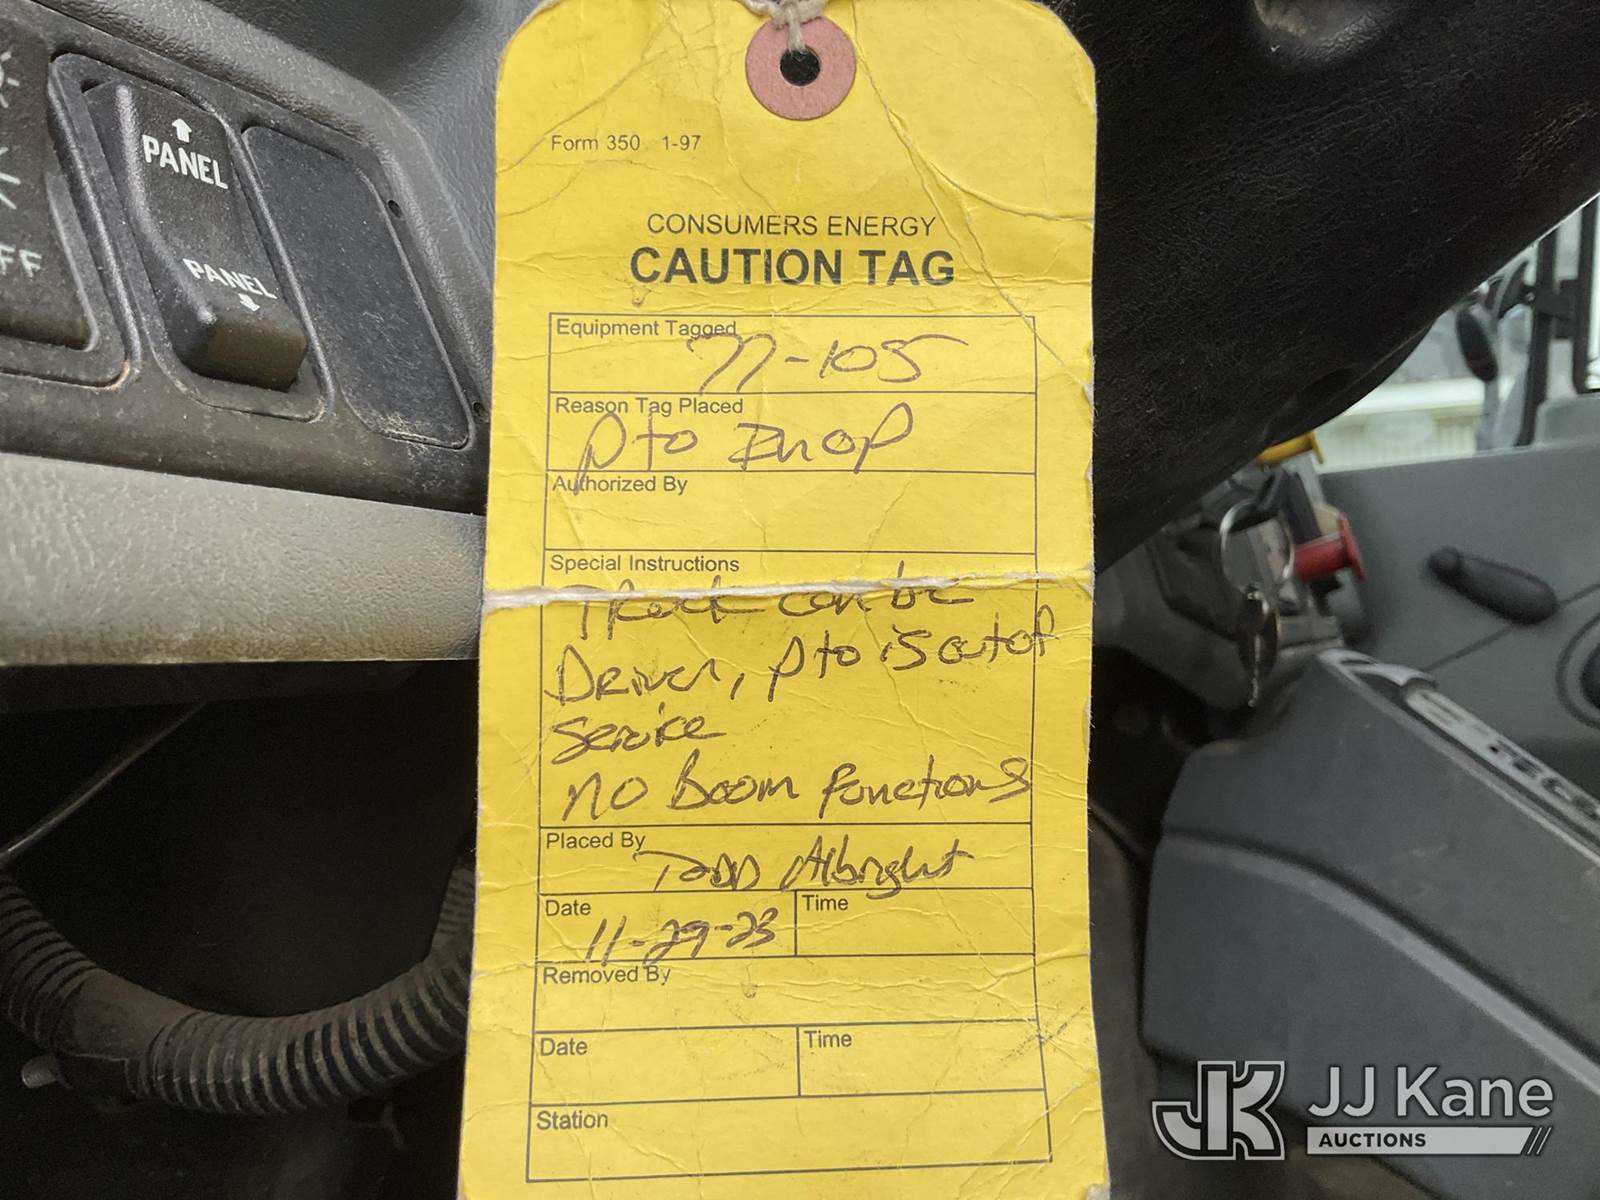 PANEL
PANEL
FF
Form 350 1-97
CONSUMERS ENERGY
CAUTION TAG
Equipment Tagged
77-105
Reason Tag Placed
pto Inop
Authorized By
Special Instructions
TRuck can be
Driven, pto is out of
service
no Boom functions
Placed By
TODD Albright
Date
11-29-23
Time
Removed By
Date
Time
Station
JJ Kane
AUCTIONS